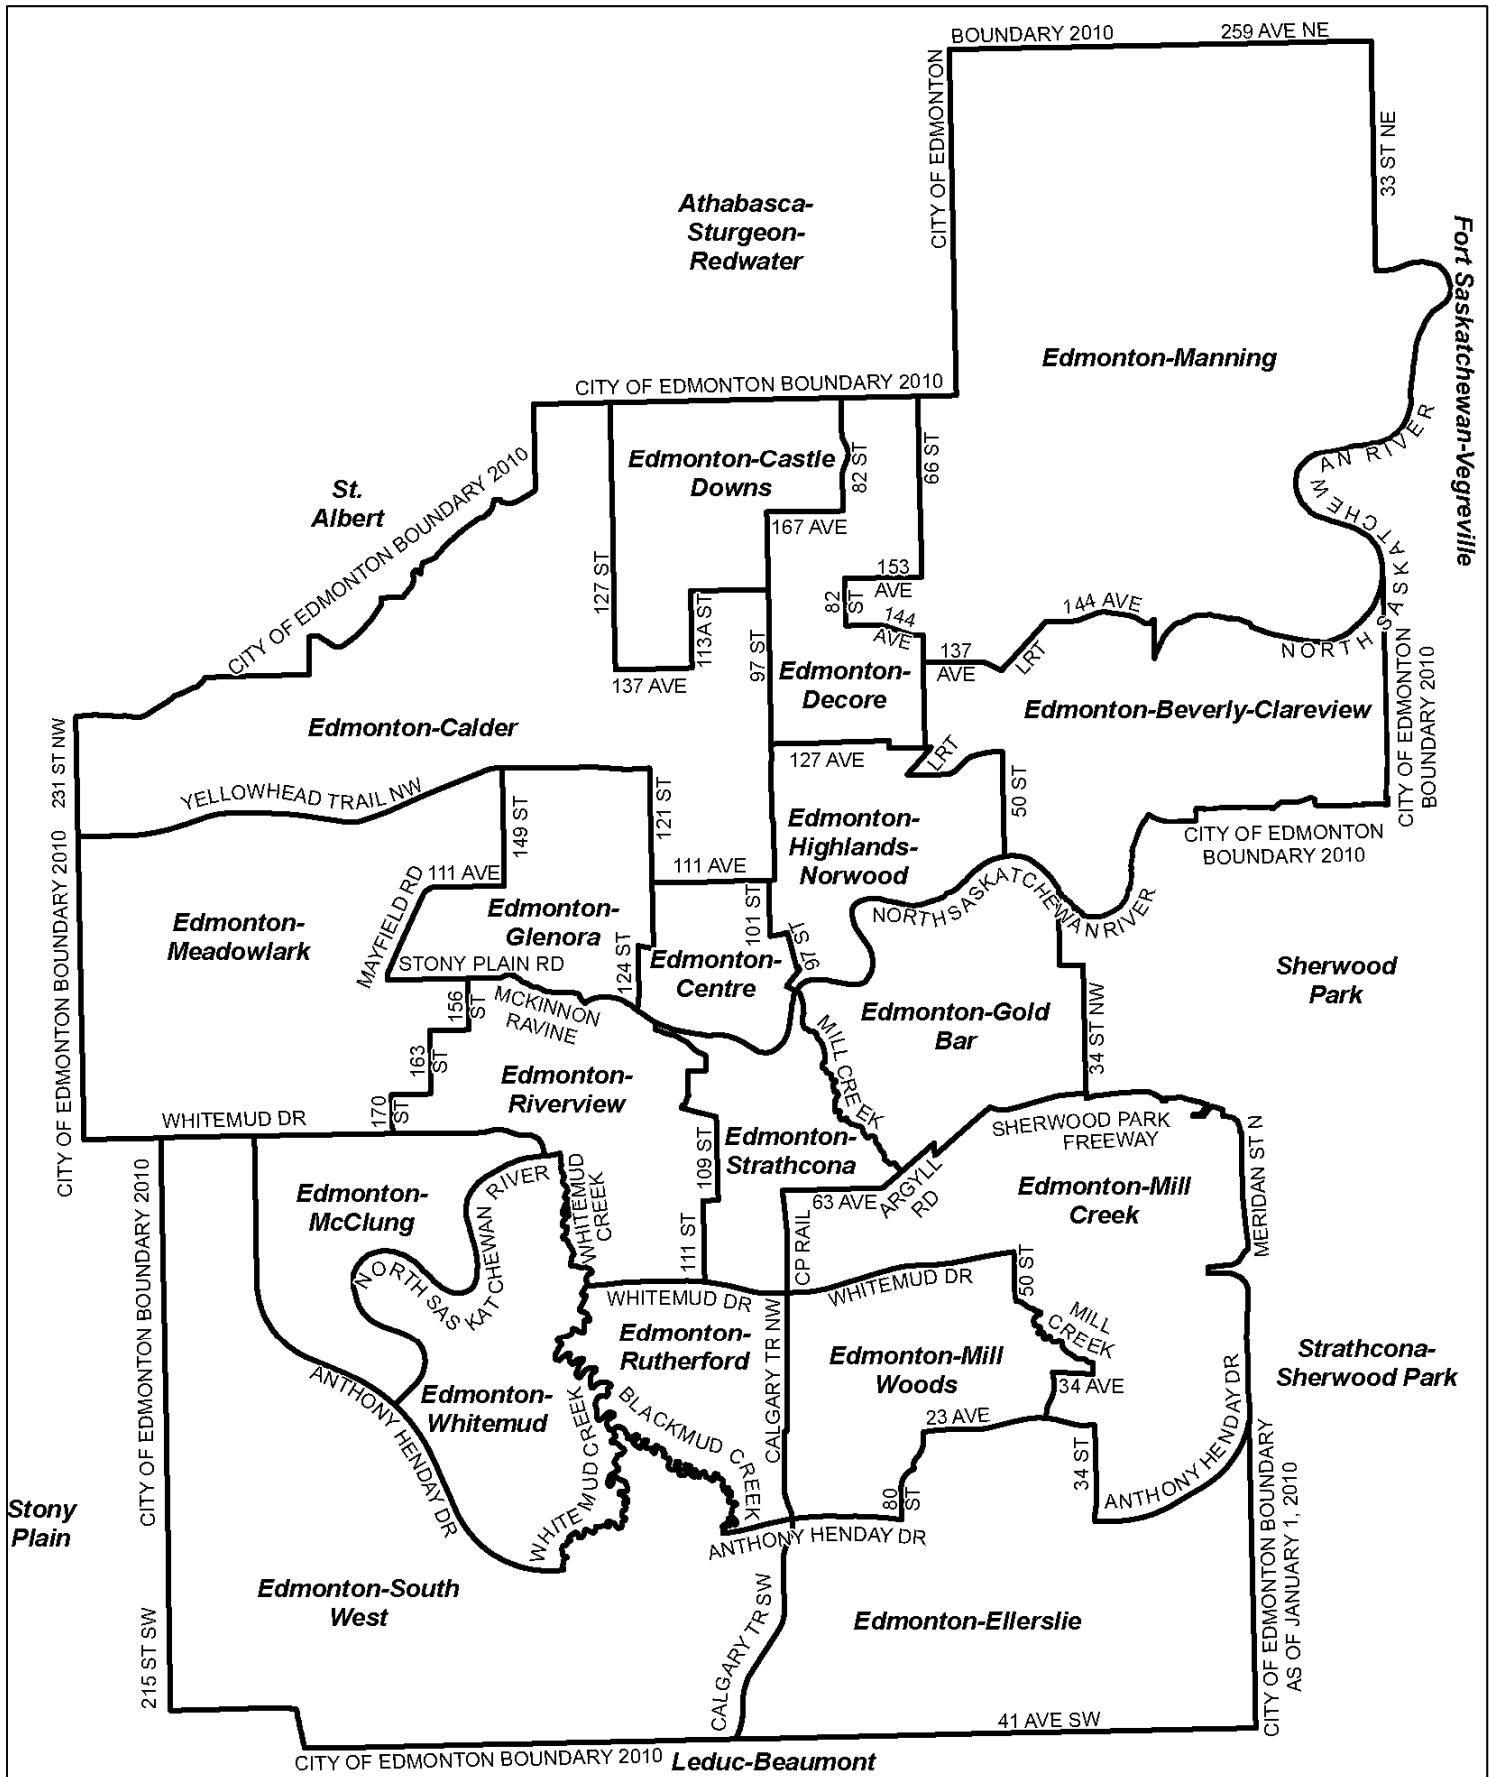 BOUNDARY 2010
259 AVE NE
CITY OF EDMONTON
33 ST NE
Athabasca-
Sturgeon-
Redwater
Fort Saskatchewan-Vegreville
Edmonton-Manning
CITY OF EDMONTON BOUNDARY 2010
NORTH SASKATCHEWAN RIVER
Edmonton-Castle
Downs
82 ST
66 ST
St.
Albert
CITY OF EDMONTON BOUNDARY 2010
167 AVE
127 ST
113A ST
153
AVE
82
ST
144
AVE
144 AVE
97 ST
137
AVE
LRT
137 AVE
Edmonton-
Decore
Edmonton-Beverly-Clareview
CITY OF EDMONTON
BOUNDARY 2010
Edmonton-Calder
231 ST NW
127 AVE
LRT
50 ST
YELLOWHEAD TRAIL NW
149 ST
121 ST
Edmonton-
Highlands-
Norwood
CITY OF EDMONTON
BOUNDARY 2010
111 AVE
111 AVE
MAYFIELD RD
CITY OF EDMONTON BOUNDARY 2010
Edmonton-
Meadowlark
Edmonton-
Glenora
101 ST
97 ST
NORTH SASKATCHEWAN RIVER
STONY PLAIN RD
124 ST
Edmonton-
Centre
Sherwood
Park
156
ST
MCKINNON
RAVINE
MILL CREEK
Edmonton-Gold
Bar
34 ST NW
163
ST
Edmonton-
Riverview
170
ST
WHITEMUD DR
109 ST
Edmonton-
Strathcona
SHERWOOD PARK
FREEWAY
MERIDAN ST N
CITY OF EDMONTON BOUNDARY 2010
Edmonton-
McClung
NORTH SASKATCHEWAN RIVER
WHITEMUD
CREEK
63 AVE
ARGYLL
RD
Edmonton-Mill
Creek
111 ST
CP RAIL
WHITEMUD DR
WHITEMUD DR
50 ST
MILL
CREEK
Edmonton-
Rutherford
CALGARY TR NW
Edmonton-Mill
Woods
Strathcona-
Sherwood Park
34 AVE
ANTHONY HENDAY DR
Edmonton-
Whitemud
BLACKMUD CREEK
23 AVE
34 ST
ANTHONY HENDAY DR
WHITEMUD CREEK
80
ST
Stony
Plain
ANTHONY HENDAY DR
CITY OF EDMONTON BOUNDARY
AS OF JANUARY 1, 2010
Edmonton-South
West
215 ST SW
CALGARY TR SW
Edmonton-Ellerslie
41 AVE SW
CITY OF EDMONTON BOUNDARY 2010
Leduc-Beaumont